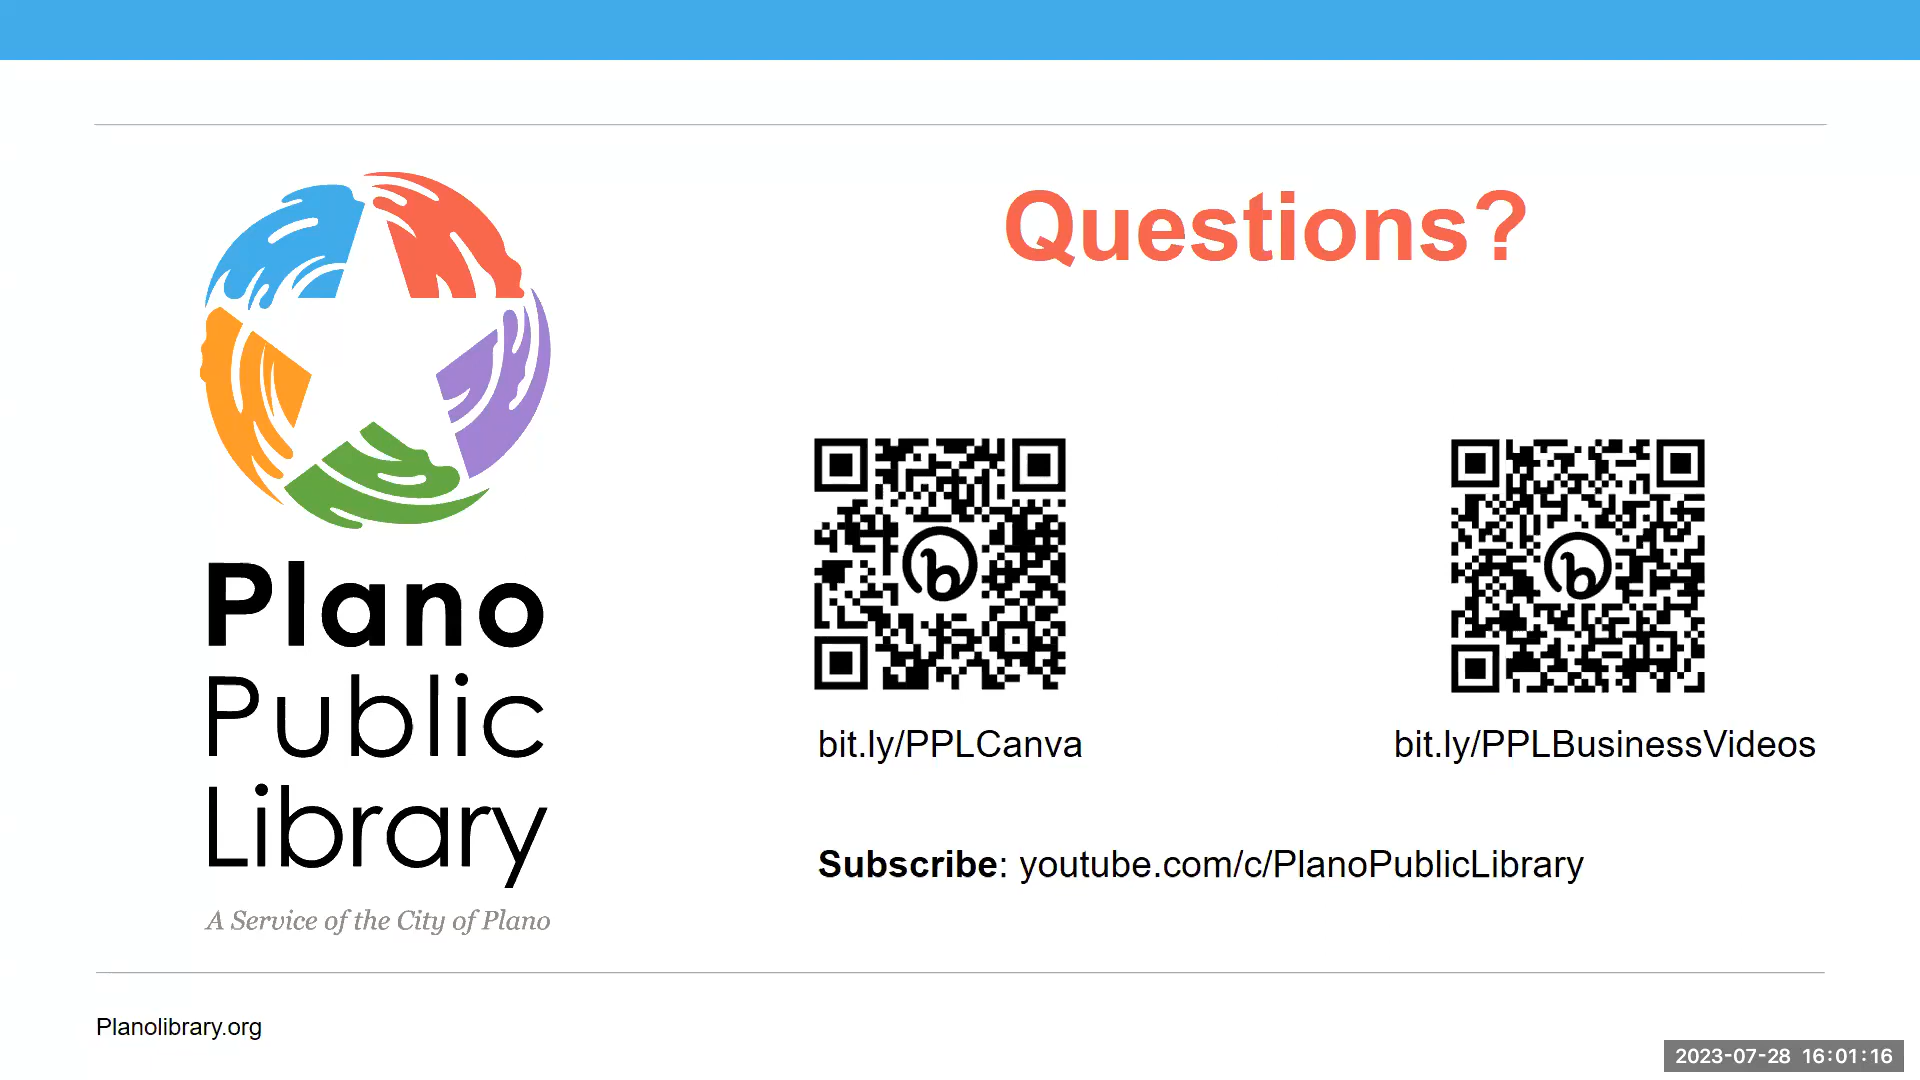 Questions?
Plano
Public
Library
A Service of the City of Plano
bit.ly/PPLCanva
bit.ly/PPLBusinessVideos
Subscribe: youtube.com/c/PlanoPublicLibrary
Planolibrary.org
2023-07-28 16:01:16